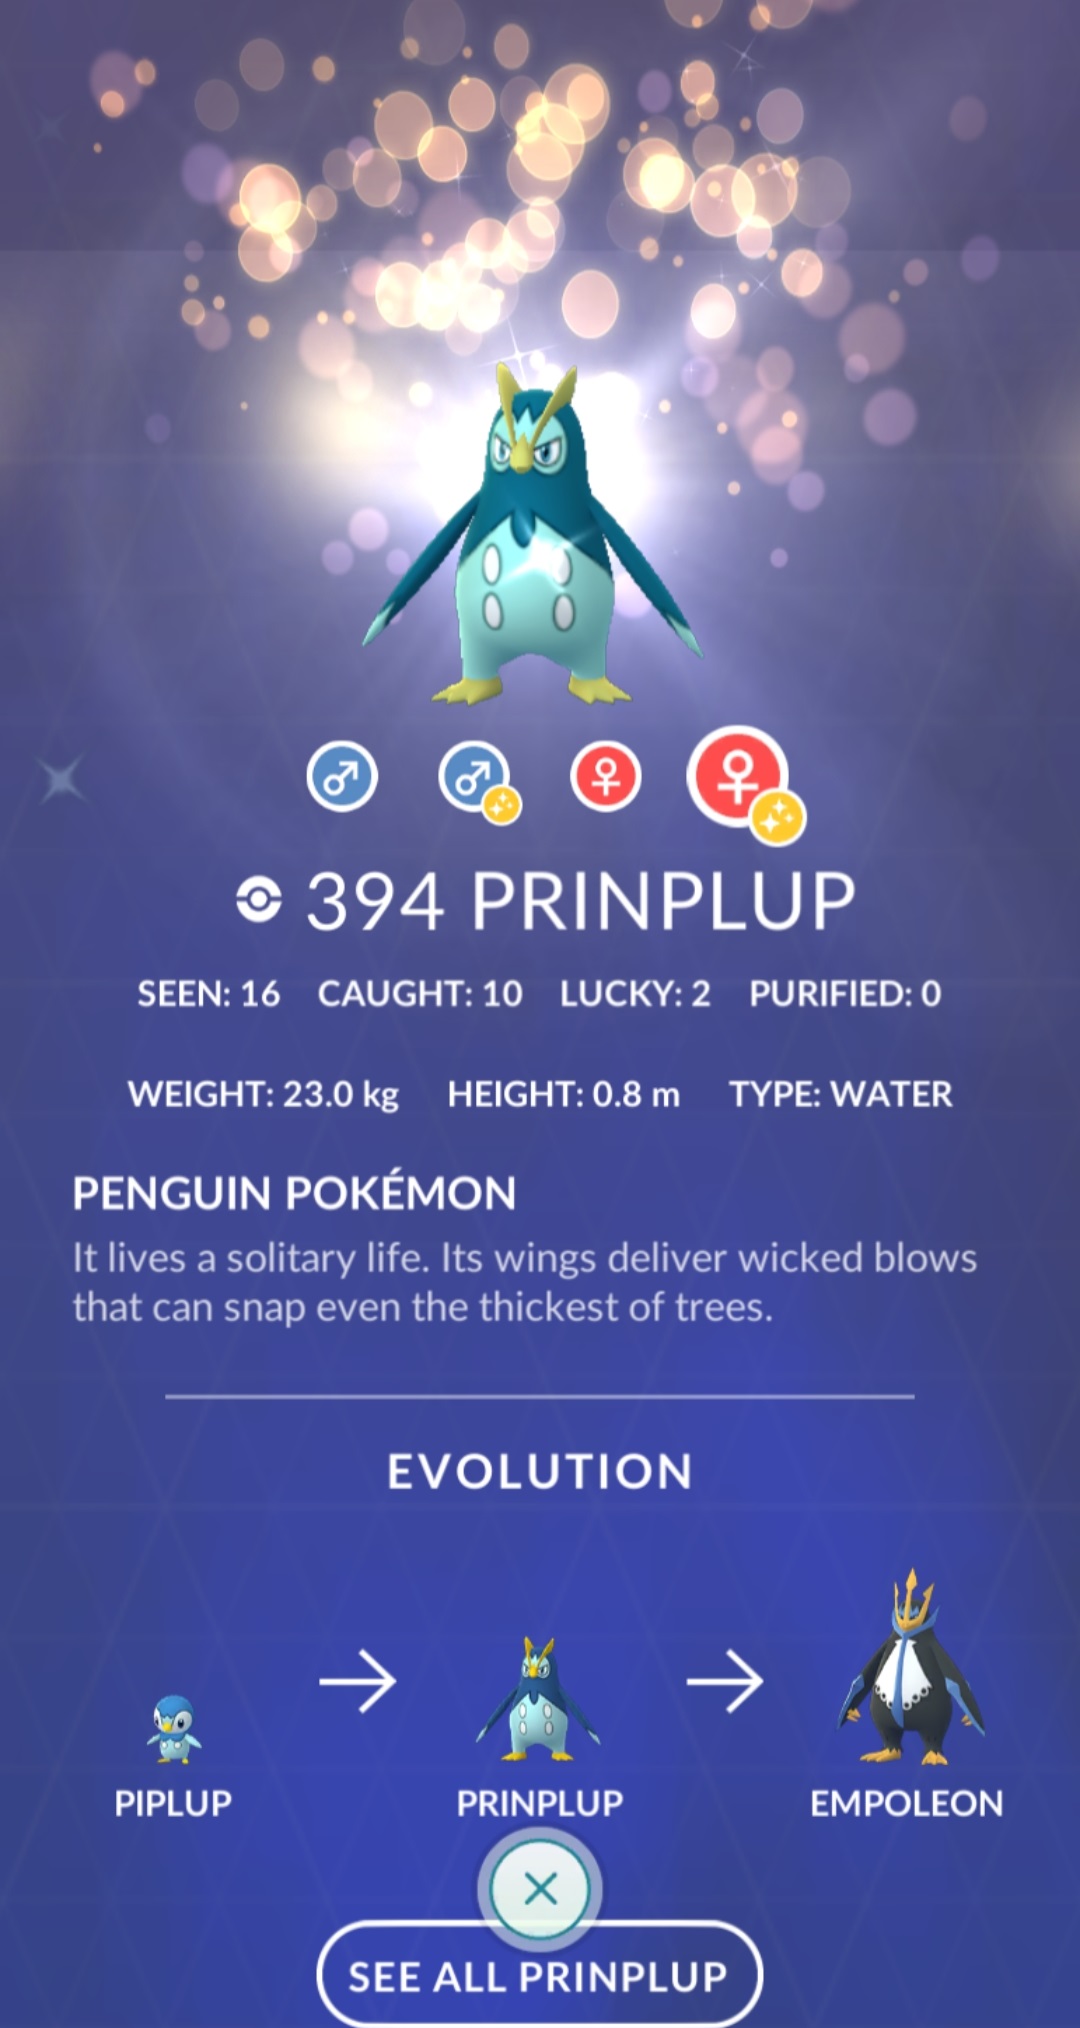 394 PRINPLUP
SEEN: 16 CAUGHT: 10 LUCKY: 2 PURIFIED: 0
WEIGHT: 23.0 kg HEIGHT: 0.8 m TYPE: WATER
PENGUIN POKÉMON
It lives a solitary life. Its wings deliver wicked blows
that can snap even the thickest of trees.
EVOLUTION
PIPLUP PRINPLUP EMPOLEON
SEE ALL PRINPLUP